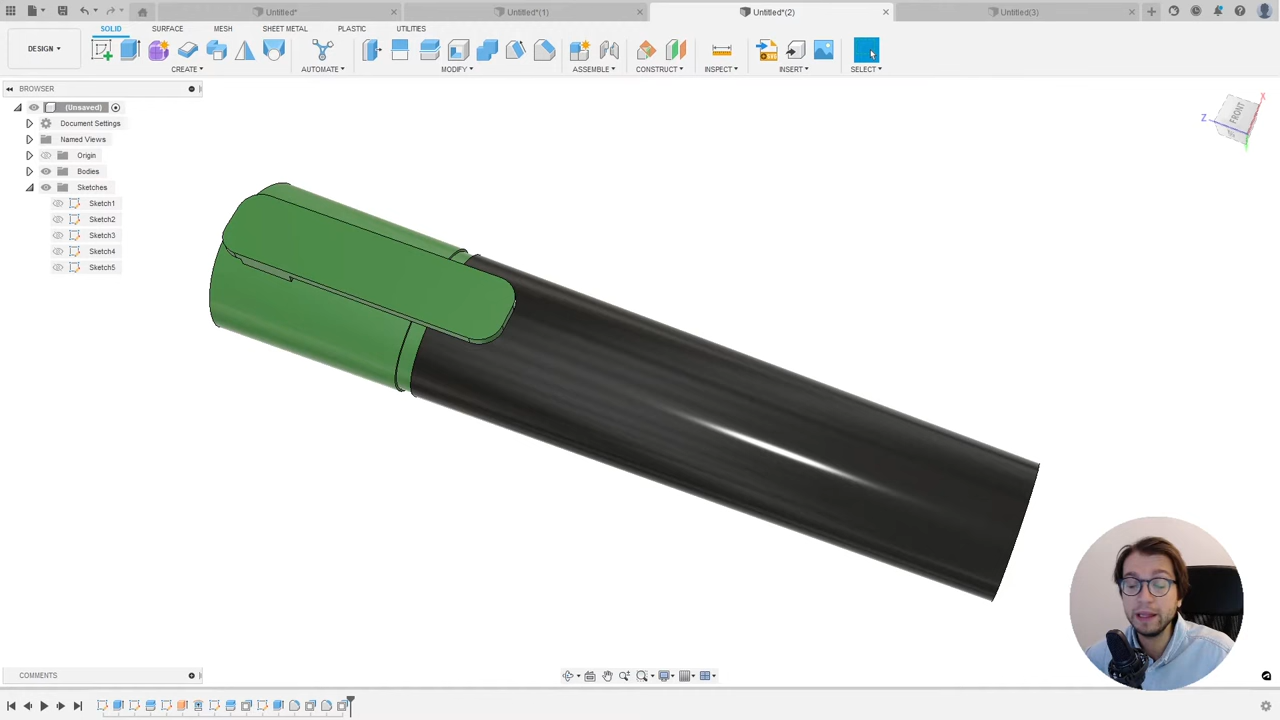 Untitled*
Untitled*(1)
Untitled*(2)
Untitled(3)
DESIGN
SOLID
SURFACE
MESH
SHEET METAL
PLASTIC
UTILITIES
CREATE
AUTOMATE
MODIFY
ASSEMBLE
CONSTRUCT
INSPECT
INSERT
SELECT
BROWSER
(Unsaved)
Document Settings
Named Views
Origin
Bodies
Sketches
Sketch1
Sketch2
Sketch3
Sketch4
Sketch5
X
Z
FRONT
COMMENTS